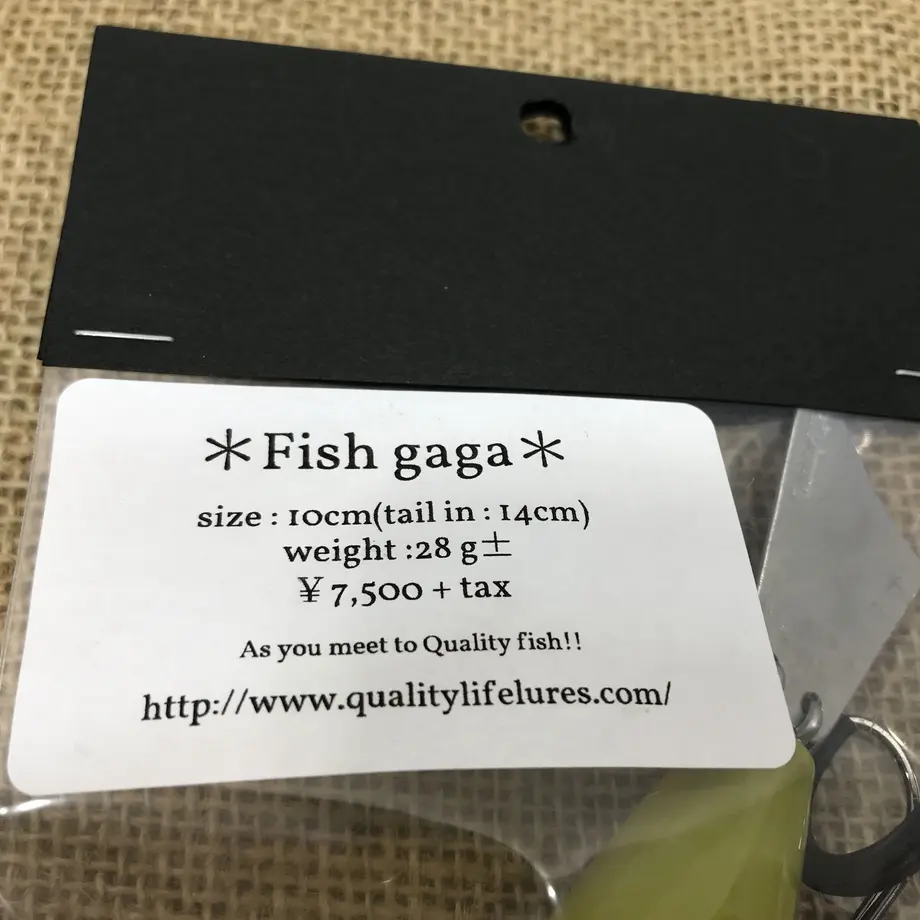 ＊Fish gaga＊
size : 10cm(tail in : 14cm)
weight :28 g±
￥7,500 + tax
As you meet to Quality fish!!
http://www.qualitylifelures.com/